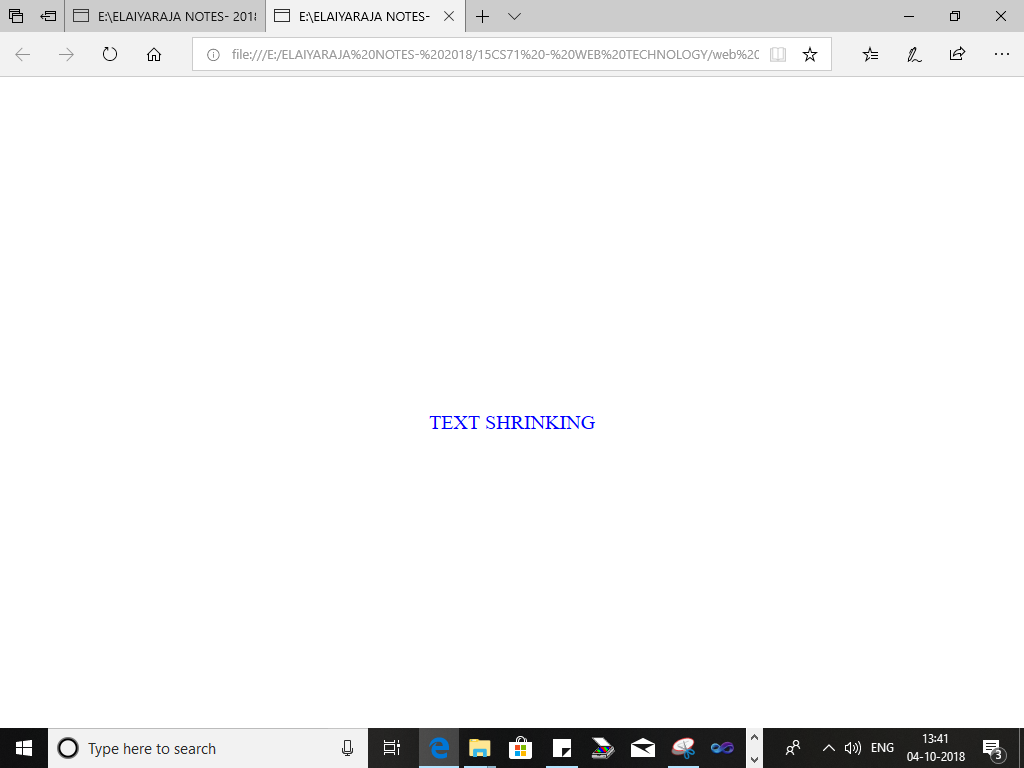 E:\ELAIYARAJA NOTES- 201
E:\ELAIYARAJA NOTES-
file:///E:/ELAIYARAJA%20NOTES-%202018/15CS71%20-%20WEB%20TECHNOLOGY/web%20
TEXT SHRINKING
Type here to search
ENG
13:41
04-10-2018
3